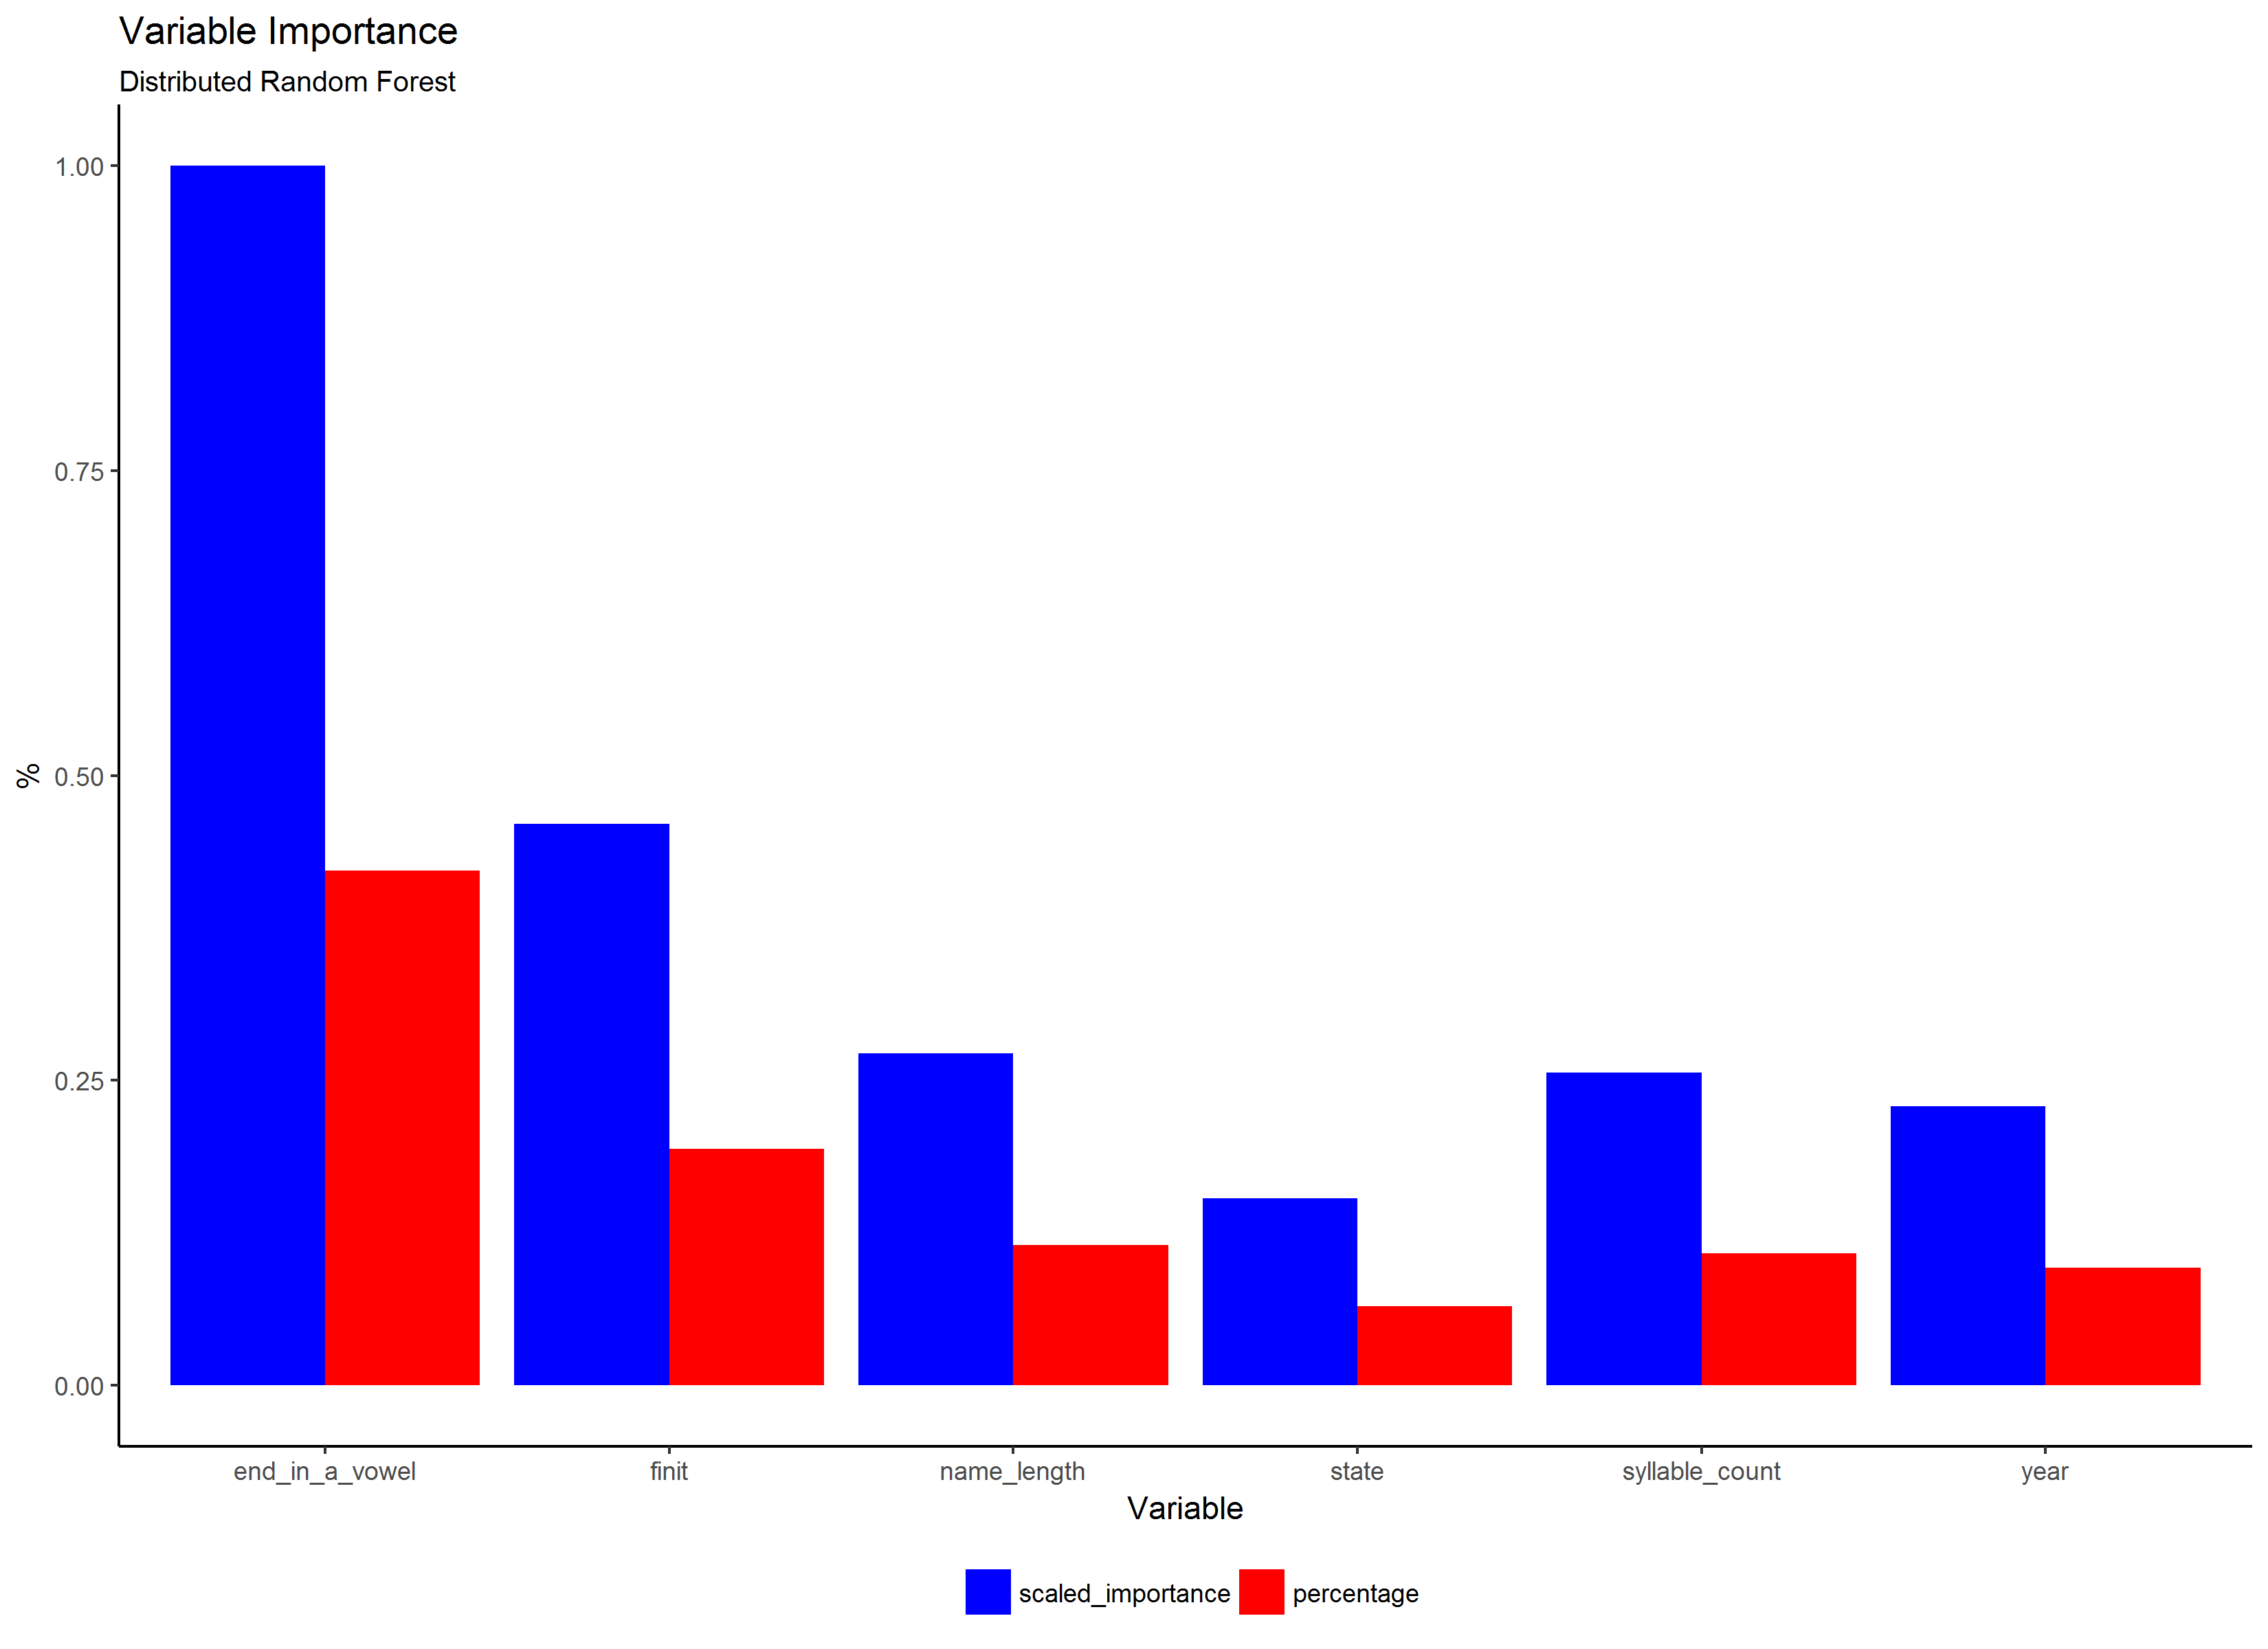 Variable Importance
Distributed Random Forest
1.00
0.75
0.50
0.25
0.00
%
end_in_a_vowel finit name_length state syllable_count year
Variable
scaled_importance percentage